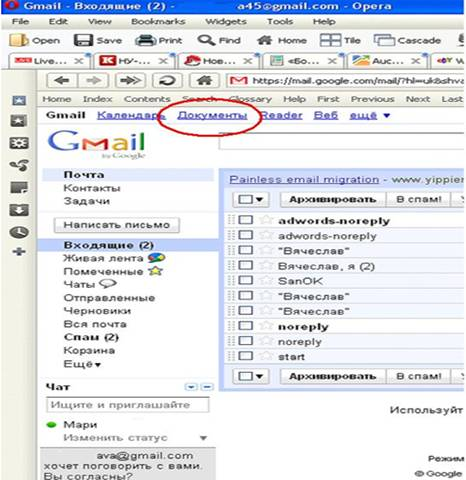 Gmail - Входящие (2) - a45@gmail.com - Opera
File Edit View Bookmarks Widgets Tools Help
Open Save Print Find Home Tile Cascade
Live... НУ-... Нов... «Бо... Auc...
https://mail.google.com/mail/?hl=uk&shva
Home Index Contents Search Glossary Help First Previous Next Last
Gmail Календарь Документы Reader Веб ещё ▼
Gmail
by Google
Почта
Контакты
Задачи
Написать письмо
Входящие (2)
Живая лента
Помеченные
Чаты
Отправленные
Черновики
Вся почта
Спам (2)
Корзина
Ещё▼
Чат
Ищите и приглашайте
Мари
Изменить статус
ava@gmail.com
хочет поговорить с вами.
Вы согласны?
Painless email migration - www.yippie
Архивировать В спам!
adwords-noreply
adwords-noreply
"Вячеслав"
Вячеслав, я (2)
SanOK
"Вячеслав"
"Вячеслав"
noreply
noreply
start
Архивировать В спам!
Используйт
Режим
© Google